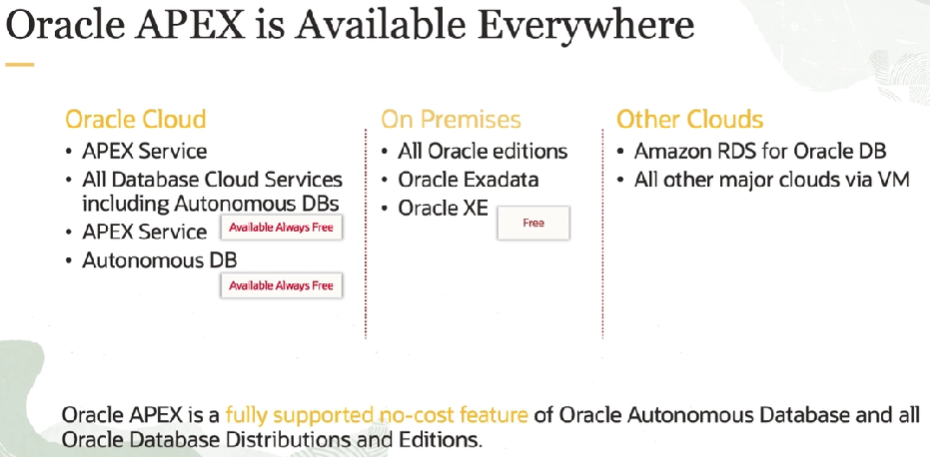 Oracle APEX is Available Everywhere
Oracle Cloud
• APEX Service
• All Database Cloud Services
including Autonomous DBs
• APEX Service Available Always Free
• Autonomous DB
Available Always Free
On Premises
• All Oracle editions
• Oracle Exadata
• Oracle XE Free
Other Clouds
• Amazon RDS for Oracle DB
• All other major clouds via VM
Oracle APEX is a fully supported no-cost feature of Oracle Autonomous Database and all
Oracle Database Distributions and Editions.